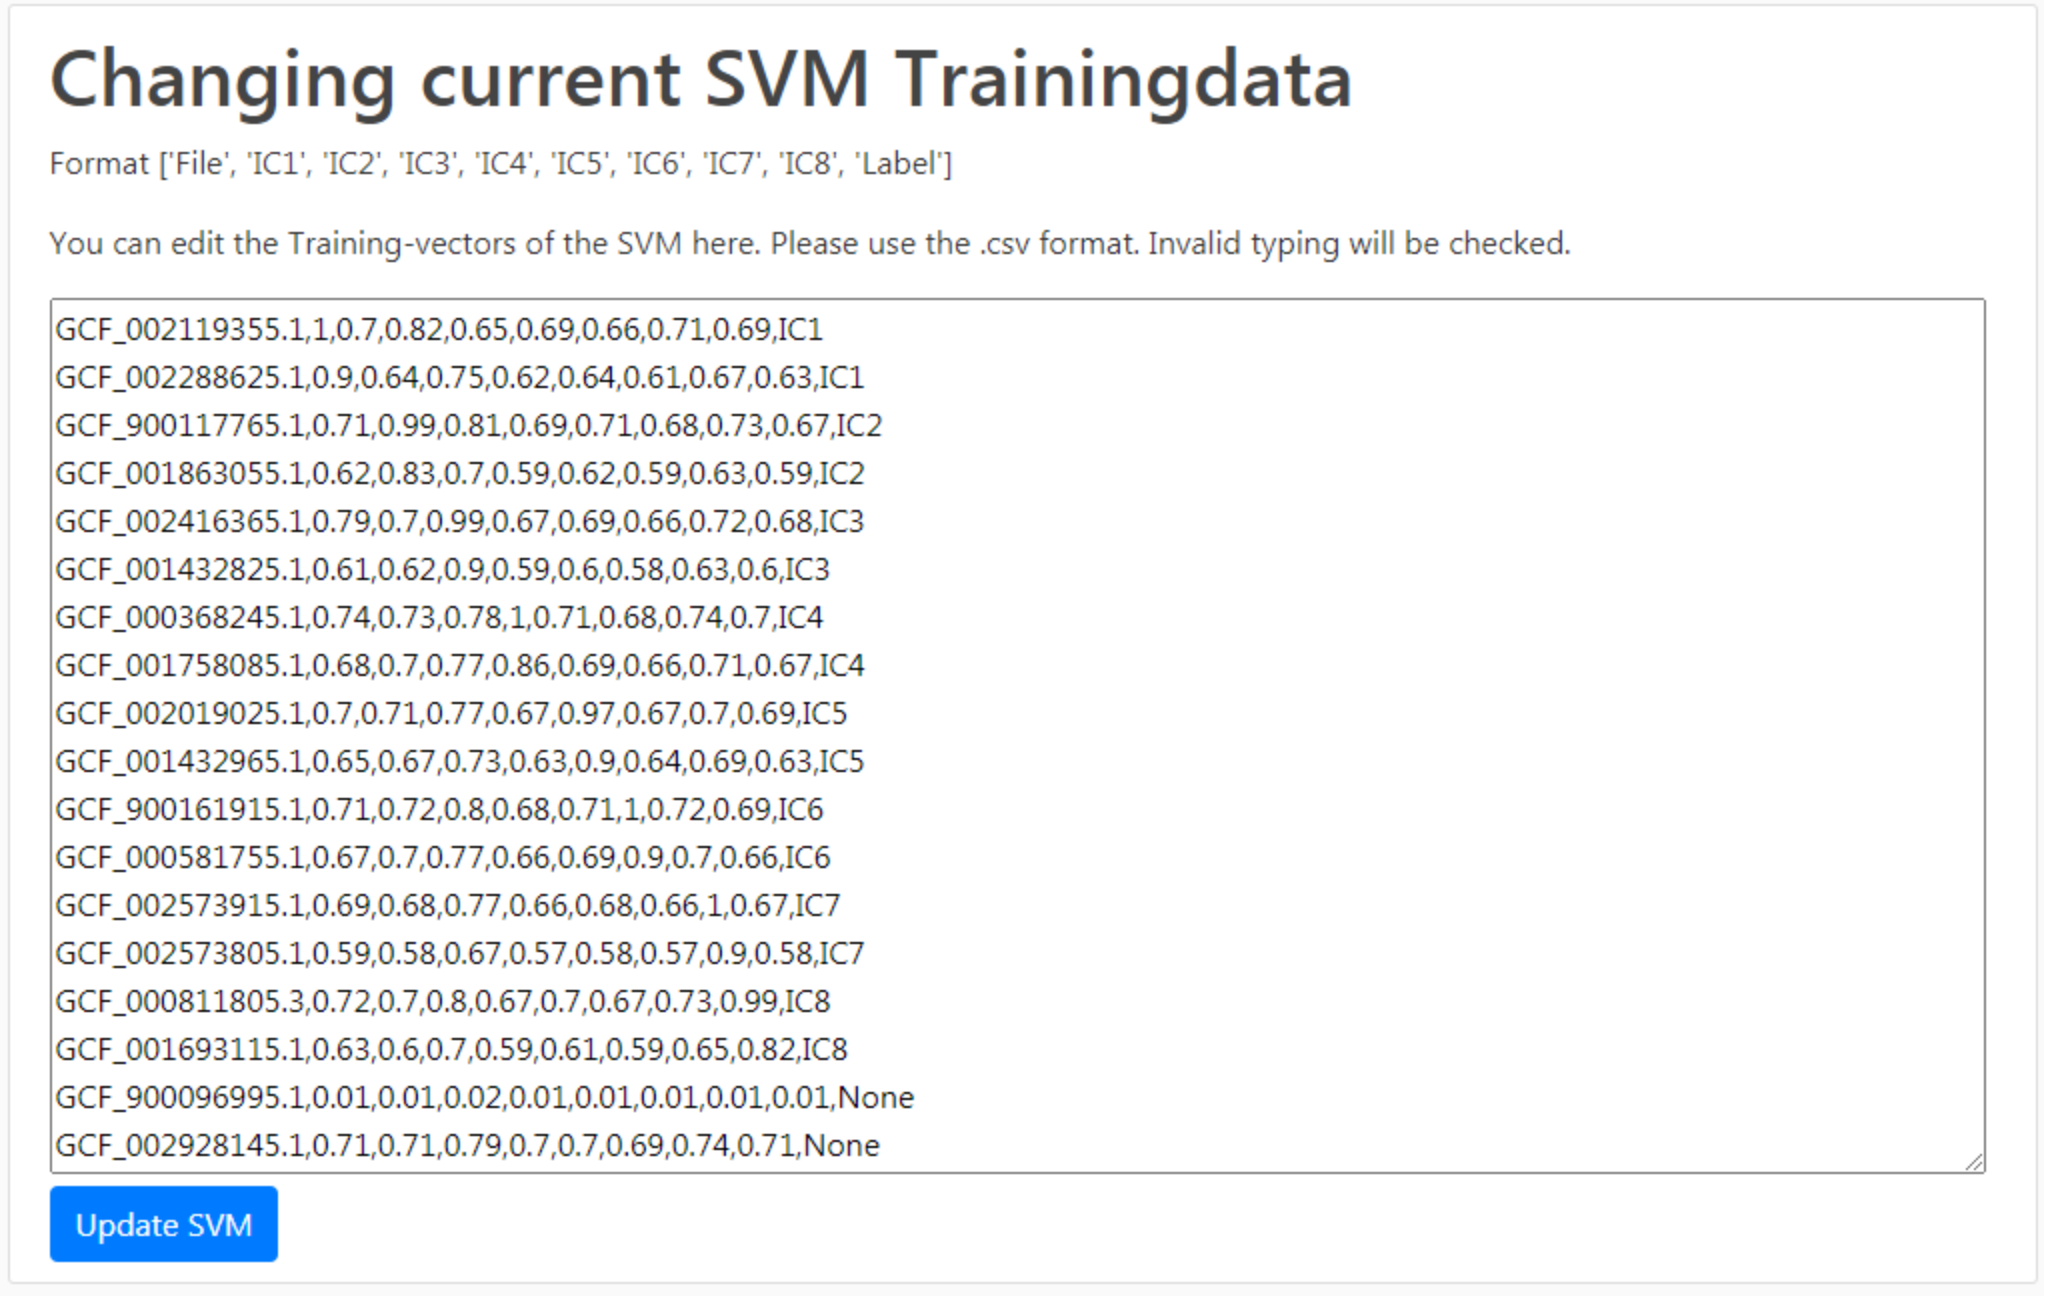 Changing current SVM Trainingdata
Format ['File', 'IC1', 'IC2', 'IC3', 'IC4', 'IC5', 'IC6', 'IC7', 'IC8', 'Label']
You can edit the Training-vectors of the SVM here. Please use the .csv format. Invalid typing will be checked.
GCF_002119355.1,1,0.7,0.82,0.65,0.69,0.66,0.71,0.69,IC1
GCF_002288625.1,0.9,0.64,0.75,0.62,0.64,0.61,0.67,0.63,IC1
GCF_900117765.1,0.71,0.99,0.81,0.69,0.71,0.68,0.73,0.67,IC2
GCF_001863055.1,0.62,0.83,0.7,0.59,0.62,0.59,0.63,0.59,IC2
GCF_002416365.1,0.79,0.7,0.99,0.67,0.69,0.66,0.72,0.68,IC3
GCF_001432825.1,0.61,0.62,0.9,0.59,0.6,0.58,0.63,0.6,IC3
GCF_000368245.1,0.74,0.73,0.78,1,0.71,0.68,0.74,0.7,IC4
GCF_001758085.1,0.68,0.7,0.77,0.86,0.69,0.66,0.71,0.67,IC4
GCF_002019025.1,0.7,0.71,0.77,0.67,0.97,0.67,0.7,0.69,IC5
GCF_001432965.1,0.65,0.67,0.73,0.63,0.9,0.64,0.69,0.63,IC5
GCF_900161915.1,0.71,0.72,0.8,0.68,0.71,1,0.72,0.69,IC6
GCF_000581755.1,0.67,0.7,0.77,0.66,0.69,0.9,0.7,0.66,IC6
GCF_002573915.1,0.69,0.68,0.77,0.66,0.68,0.66,1,0.67,IC7
GCF_002573805.1,0.59,0.58,0.67,0.57,0.58,0.57,0.9,0.58,IC7
GCF_000811805.3,0.72,0.7,0.8,0.67,0.7,0.67,0.73,0.99,IC8
GCF_001693115.1,0.63,0.6,0.7,0.59,0.61,0.59,0.65,0.82,IC8
GCF_900096995.1,0.01,0.01,0.02,0.01,0.01,0.01,0.01,0.01,None
GCF_002928145.1,0.71,0.71,0.79,0.7,0.7,0.69,0.74,0.71,None
Update SVM